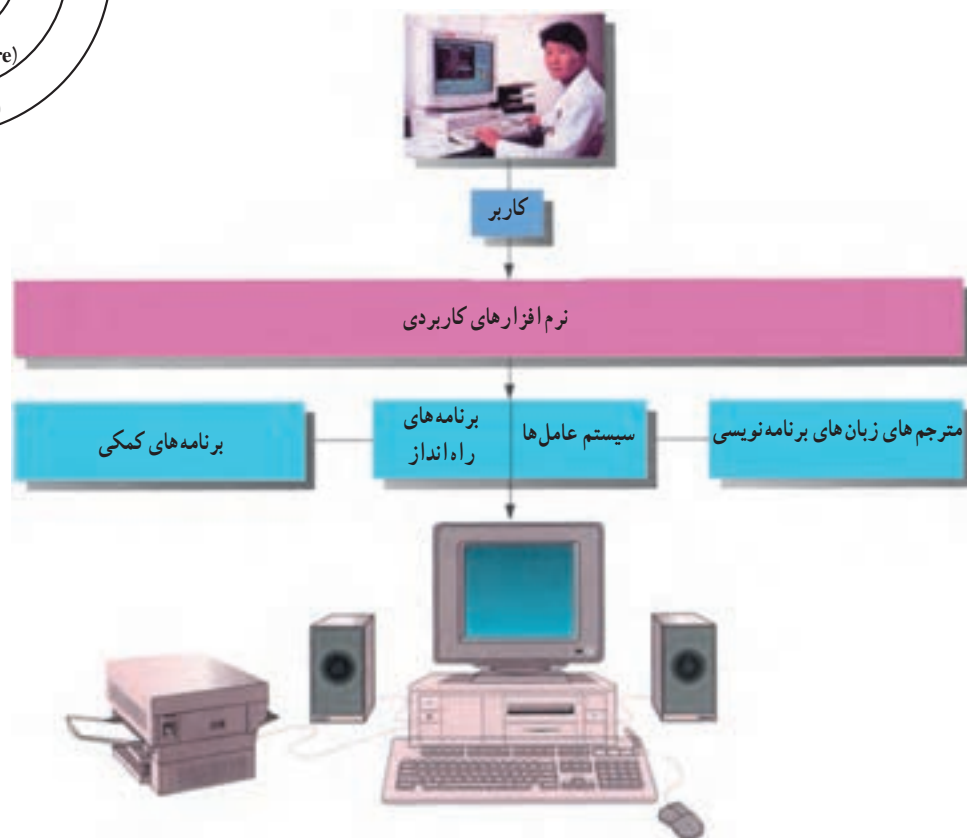 re)
کاربر
نرم افزارهای کاربردی
مترجم های زبان های برنامه نویسی
سیستم عامل ها
برنامه های
راه انداز
برنامه های کمکی